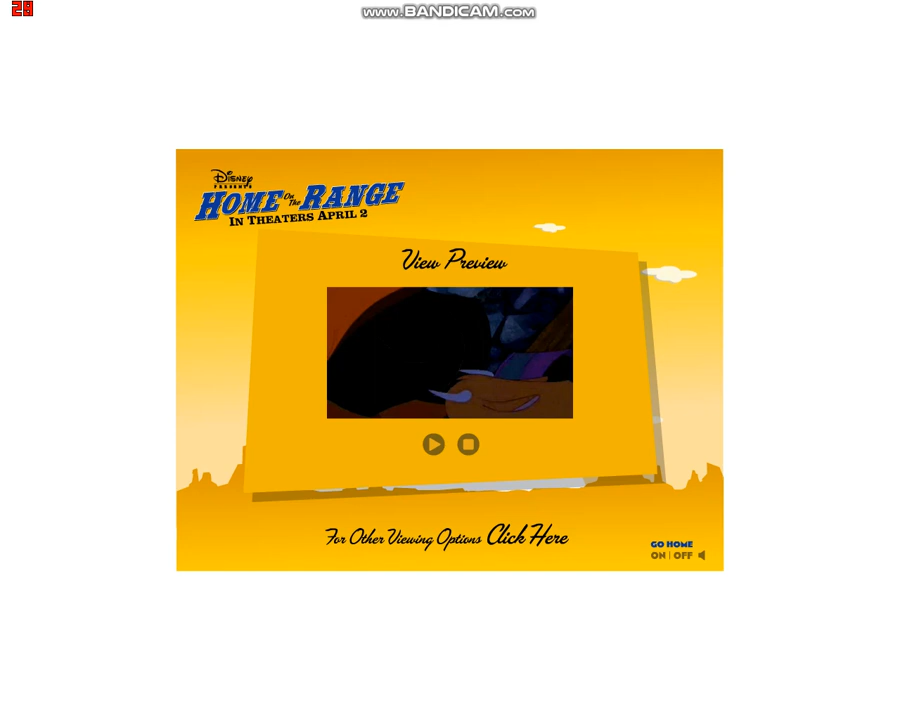 28
www.BANDICAM.com
Disney
PRESENTS
HOME On The RANGE
IN THEATERS APRIL 2
View Preview
For Other Viewing Options Click Here
GO HOME
ON | OFF